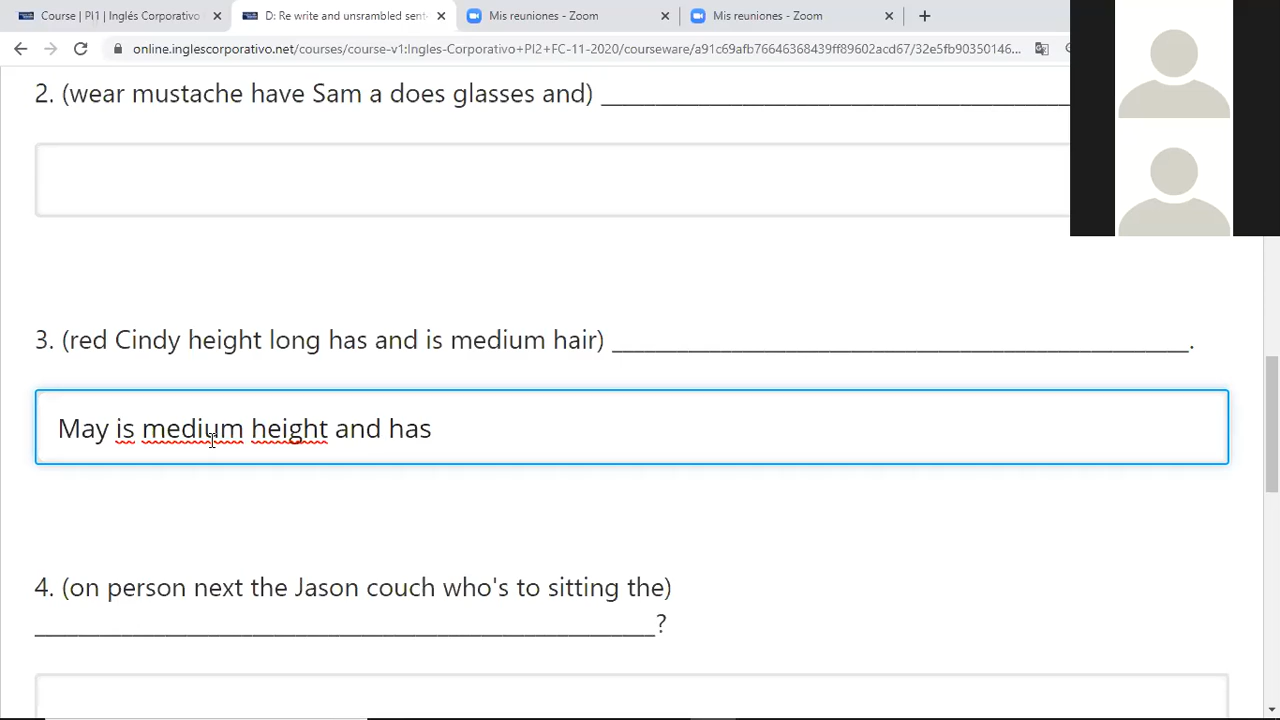 Course | PI1 | Inglés Corporativo
D: Re write and unsrambled sent
Mis reuniones - Zoom
Mis reuniones - Zoom
online.inglescorporativo.net/courses/course-v1:Ingles-Corporativo+PI2+FC-11-2020/courseware/a91c69afb76646368439ff89602acd67/32e5fb90350146...
2. (wear mustache have Sam a does glasses and) ____________________________________
3. (red Cindy height long has and is medium hair) ____________________________________________.
May is medium height and has
4. (on person next the Jason couch who's to sitting the)
_______________________________________________?